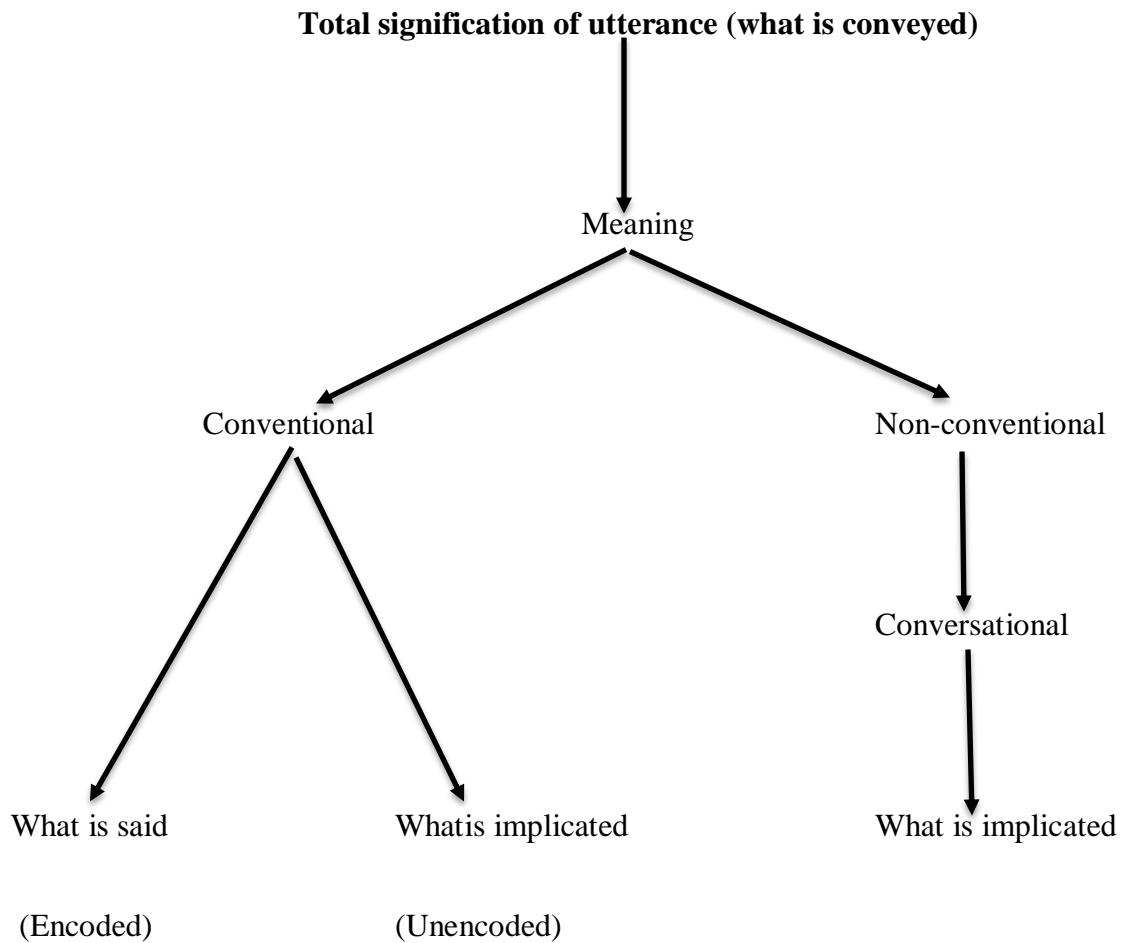 Total signification of utterance (what is conveyed)
Meaning
Conventional
Non-conventional
Conversational
What is said
Whatis implicated
What is implicated
(Encoded)
(Unencoded)